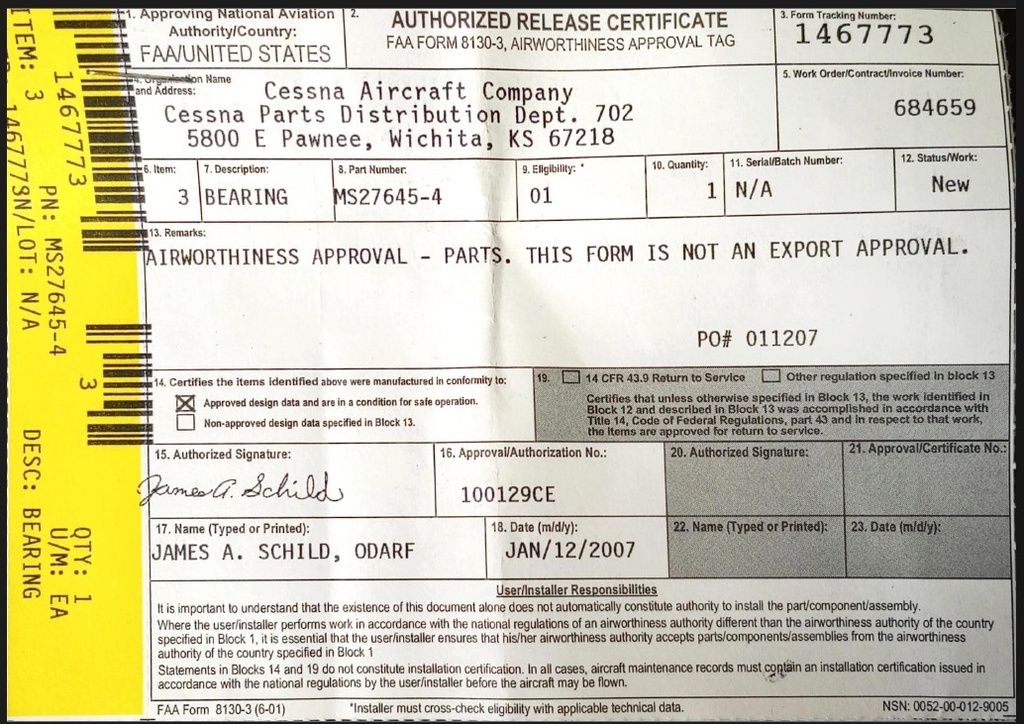 1. Approving National Aviation
Authority/Country:
FAA/UNITED STATES
2.
AUTHORIZED RELEASE CERTIFICATE
FAA FORM 8130-3, AIRWORTHINESS APPROVAL TAG
3. Form Tracking Number:
1467773
4. Organisation Name
and Address:
Cessna Aircraft Company
Cessna Parts Distribution Dept. 702
5800 E Pawnee, Wichita, KS 67218
5. Work Order/Contract/Invoice Number:
684659
6. Item:
3
7. Description:
BEARING
8. Part Number:
MS27645-4
9. Eligibility: *
01
10. Quantity:
1
11. Serial/Batch Number:
N/A
12. Status/Work:
New
13. Remarks:
AIRWORTHINESS APPROVAL - PARTS. THIS FORM IS NOT AN EXPORT APPROVAL.
PO# 011207
14. Certifies the items identified above were manufactured in conformity to:
Approved design data and are in a condition for safe operation.
Non-approved design data specified in Block 13.
19. 14 CFR 43.9 Return to Service Other regulation specified in block 13
Certifies that unless otherwise specified in Block 13, the work identified in
Block 12 and described in Block 13 was accomplished in accordance with
Title 14, Code of Federal Regulations, part 43 and in respect to that work,
the items are approved for return to service.
15. Authorized Signature:
James A. Schild
16. Approval/Authorization No.:
100129CE
20. Authorized Signature:
21. Approval/Certificate No.:
17. Name (Typed or Printed):
JAMES A. SCHILD, ODARF
18. Date (m/d/y):
JAN/12/2007
22. Name (Typed or Printed):
23. Date (m/d/y):
User/Installer Responsibilities
It is important to understand that the existence of this document alone does not automatically constitute authority to install the part/component/assembly.
Where the user/installer performs work in accordance with the national regulations of an airworthiness authority different than the airworthiness authority of the country
specified in Block 1, it is essential that the user/installer ensures that his/her airworthiness authority accepts parts/components/assemblies from the airworthiness
authority of the country specified in Block 1
Statements in Blocks 14 and 19 do not constitute installation certification. In all cases, aircraft maintenance records must contain an installation certification issued in
accordance with the national regulations by the user/installer before the aircraft may be flown.
FAA Form 8130-3 (6-01)
*Installer must cross-check eligibility with applicable technical data.
NSN: 0052-00-012-9005
1467773
ITEM: 3
PN: MS27645-4
SN/LOT: N/A
3
DESC: BEARING
QTY: 1
U/M: EA